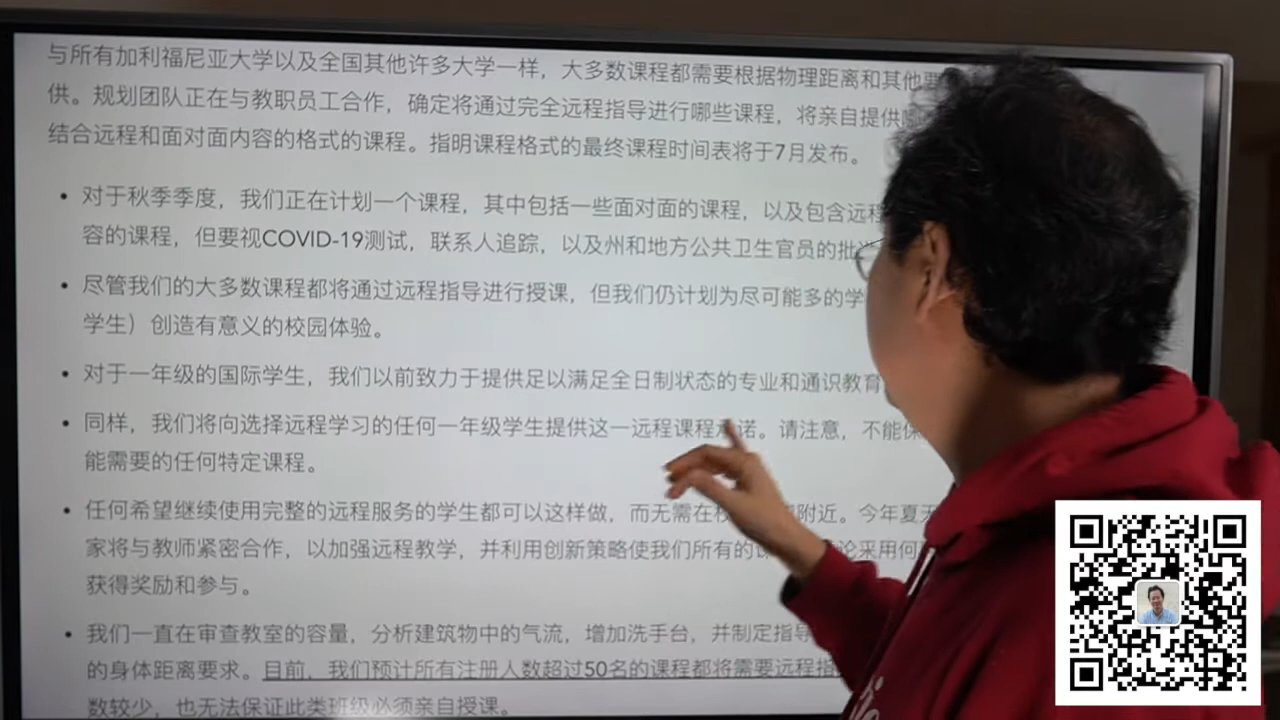 与所有加利福尼亚大学以及全国其他许多大学一样，大多数课程都需要根据物理距离和其他要
供。规划团队正在与教职员工合作，确定将通过完全远程指导进行哪些课程，将亲自提供
结合远程和面对面内容的格式的课程。指明课程格式的最终课程时间表将于7月发布。
• 对于秋季季度，我们正在计划一个课程，其中包括一些面对面的课程，以及包含远程
容的课程，但要视COVID-19测试，联系人追踪，以及州和地方公共卫生官员的批
• 尽管我们的大多数课程都将通过远程指导进行授课，但我们仍计划为尽可能多的学
学生）创造有意义的校园体验。
• 对于一年级的国际学生，我们以前致力于提供足以满足全日制状态的专业和通识教育
• 同样，我们将向选择远程学习的任何一年级学生提供这一远程课程承诺。请注意，不能保
能需要的任何特定课程。
• 任何希望继续使用完整的远程服务的学生都可以这样做，而无需在校 附近。今年夏天
家将与教师紧密合作，以加强远程教学，并利用创新策略使我们所有的课 论采用何
获得奖励和参与。
• 我们一直在审查教室的容量，分析建筑物中的气流，增加洗手台，并制定指导
的身体距离要求。目前，我们预计所有注册人数超过50名的课程都将需要远程指
数较少，也无法保证此类班级必须亲自授课。